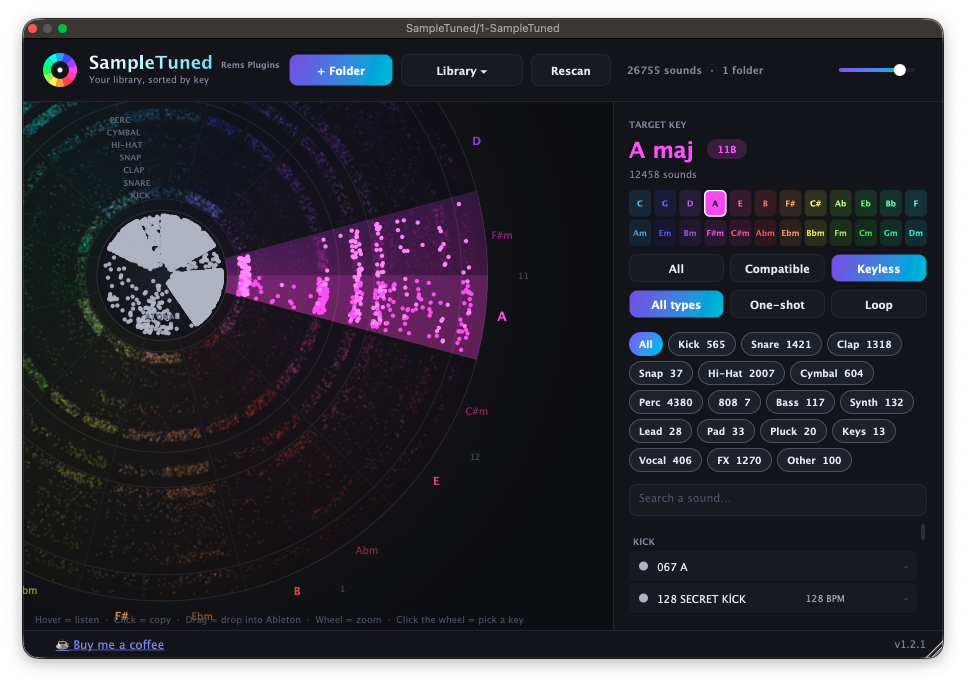 SampleTuned/1-SampleTuned
SampleTuned Rems Plugins
Your library, sorted by key
+ Folder
Library
Rescan
26755 sounds · 1 folder
PERC
CYMBAL
HI-HAT
SNAP
CLAP
SNARE
KICK
D
F#m
11
A
C#m
12
E
Abm
1
B
Ebm
F#
bm
Hover = listen · Click = copy · Drag = drop into Ableton · Wheel = zoom · Click the wheel = pick a key
TARGET KEY
A maj 11B
12458 sounds
C G D A E B F# C# Ab Eb Bb F
Am Em Bm F#m C#m Abm Ebm Bbm Fm Cm Gm Dm
All Compatible Keyless
All types One-shot Loop
All Kick 565 Snare 1421 Clap 1318
Snap 37 Hi-Hat 2007 Cymbal 604
Perc 4380 808 7 Bass 117 Synth 132
Lead 28 Pad 33 Pluck 20 Keys 13
Vocal 406 FX 1270 Other 100
Search a sound...
KICK
067 A -
128 SECRET KİCK 128 BPM -
Buy me a coffee
v1.2.1